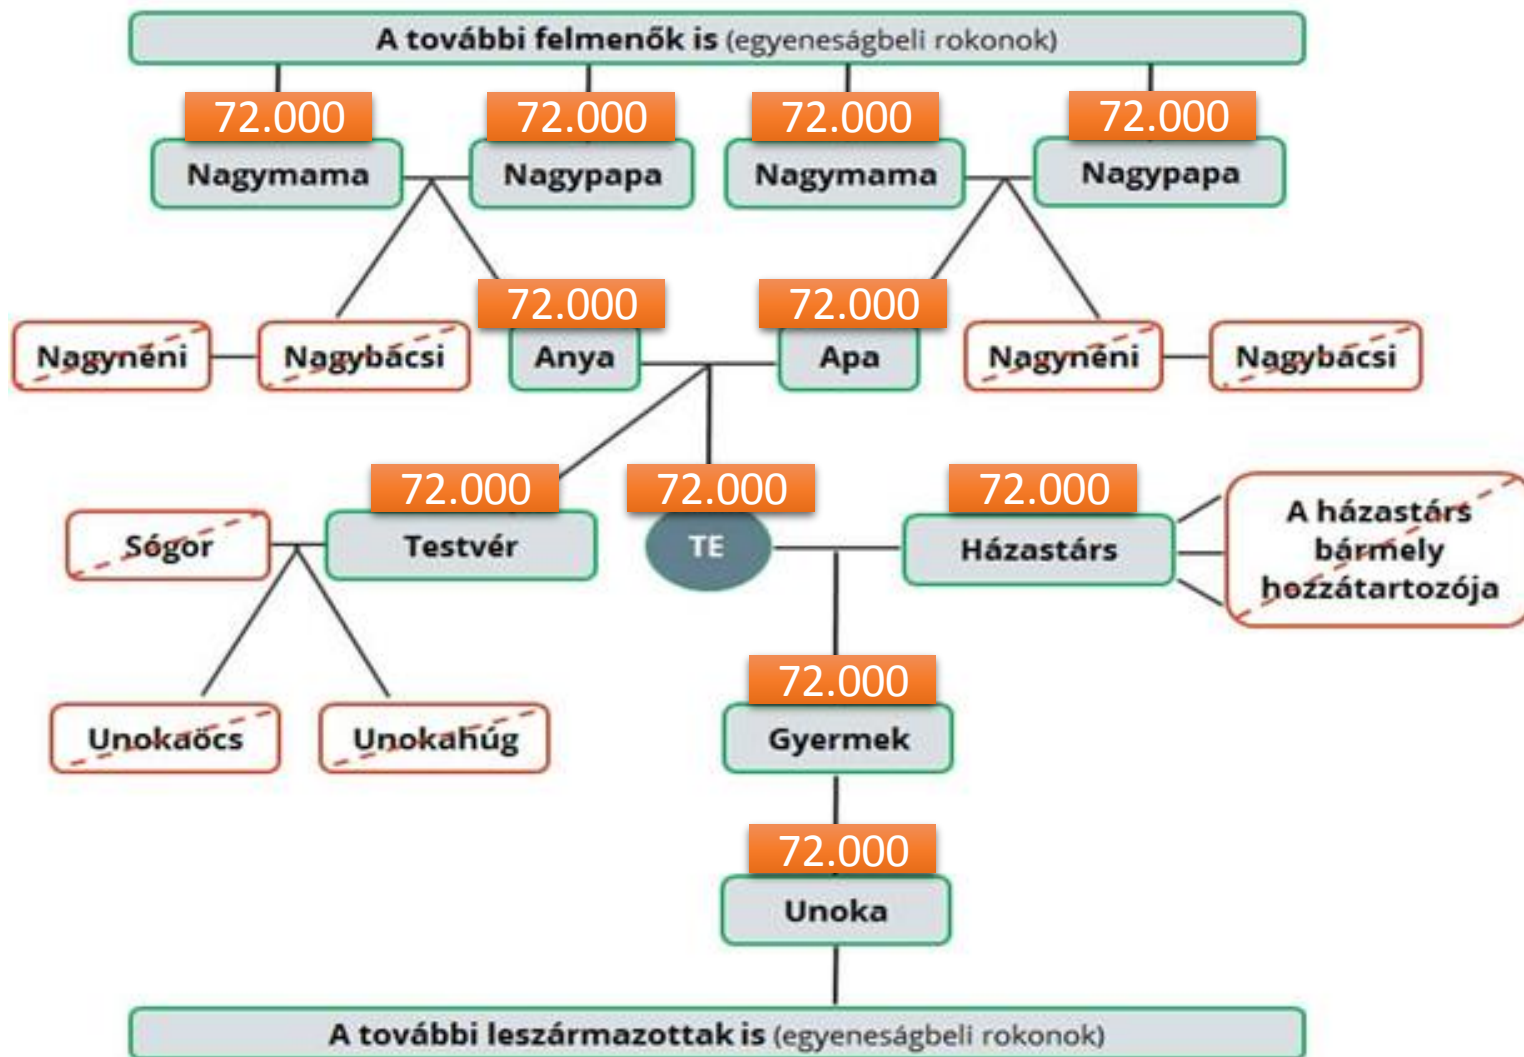 A további felmenők is (egyeneságbeli rokonok)
72.000
72.000
72.000
72.000
Nagymama
Nagypapa
Nagymama
Nagypapa
72.000
72.000
Nagynéni
Nagybácsi
Anya
Apa
Nagynéni
Nagybácsi
72.000
72.000
72.000
Sógor
Testvér
TE
Házastárs
A házastárs
bármely
hozzátartozója
72.000
Unokaöcs
Unokahúg
Gyermek
72.000
Unoka
A további leszármazottak is (egyeneságbeli rokonok)